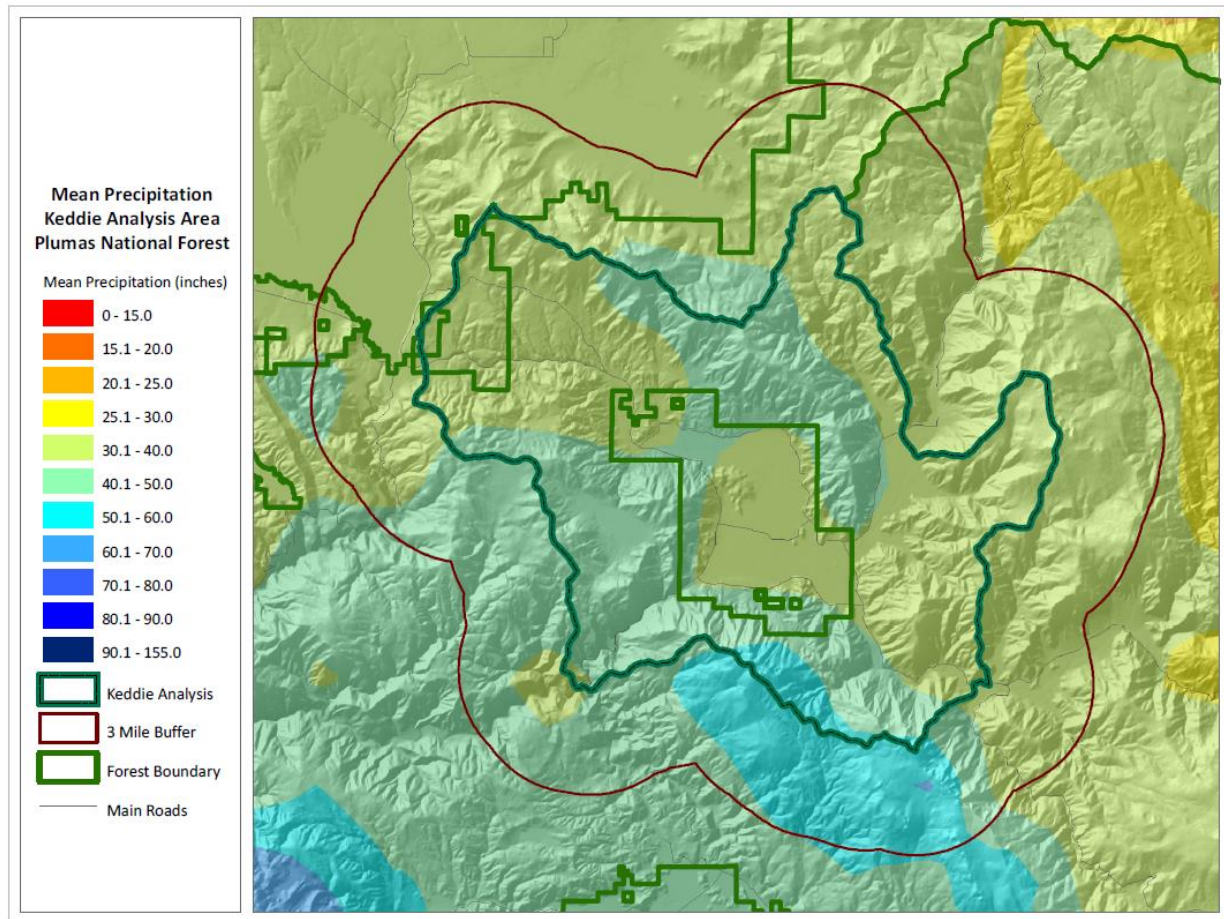 Mean Precipitation
Keddie Analysis Area
Plumas National Forest
Mean Precipitation (inches)
0 - 15.0
15.1 - 20.0
20.1 - 25.0
25.1 - 30.0
30.1 - 40.0
40.1 - 50.0
50.1 - 60.0
60.1 - 70.0
70.1 - 80.0
80.1 - 90.0
90.1 - 155.0
Keddie Analysis
3 Mile Buffer
Forest Boundary
Main Roads